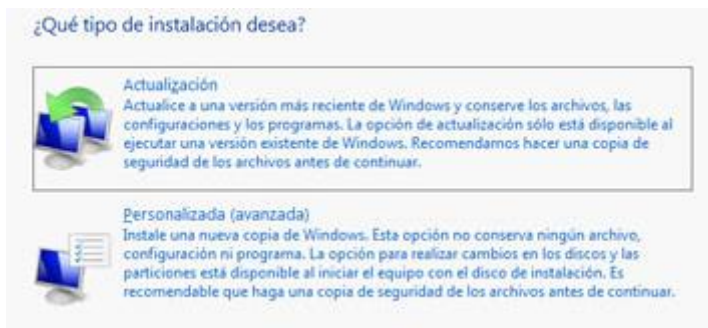 ¿Qué tipo de instalación desea?
Actualización
Actualice a una versión más reciente de Windows y conserve los archivos, las
configuraciones y los programas. La opción de actualización sólo está disponible al
ejecutar una versión existente de Windows. Recomendamos hacer una copia de
seguridad de los archivos antes de continuar.
Personalizada (avanzada)
Instale una nueva copia de Windows. Esta opción no conserva ningún archivo,
configuración ni programa. La opción para realizar cambios en los discos y las
particiones está disponible al iniciar el equipo con el disco de instalación. Es
recomendable que haga una copia de seguridad de los archivos antes de continuar.